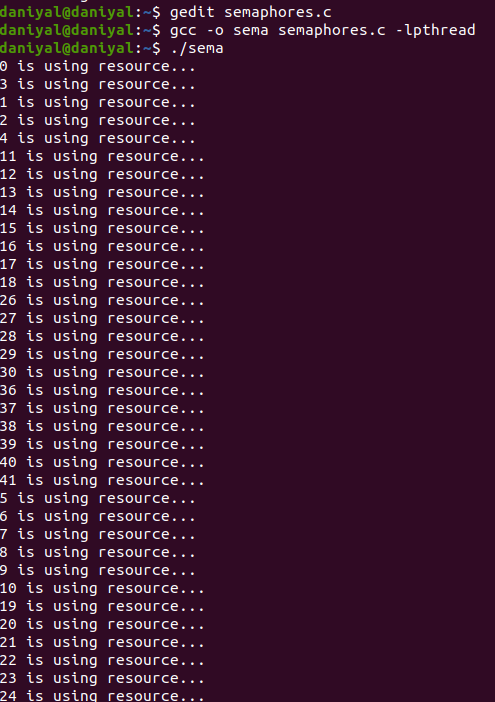 daniyal@daniyal:~$ gedit semaphores.c
daniyal@daniyal:~$ gcc -o sema semaphores.c -lpthread
daniyal@daniyal:~$ ./sema
0 is using resource...
3 is using resource...
1 is using resource...
2 is using resource...
4 is using resource...
11 is using resource...
12 is using resource...
13 is using resource...
14 is using resource...
15 is using resource...
16 is using resource...
17 is using resource...
18 is using resource...
26 is using resource...
27 is using resource...
28 is using resource...
29 is using resource...
30 is using resource...
36 is using resource...
37 is using resource...
38 is using resource...
39 is using resource...
40 is using resource...
41 is using resource...
5 is using resource...
6 is using resource...
7 is using resource...
8 is using resource...
9 is using resource...
10 is using resource...
19 is using resource...
20 is using resource...
21 is using resource...
22 is using resource...
23 is using resource...
24 is using resource...